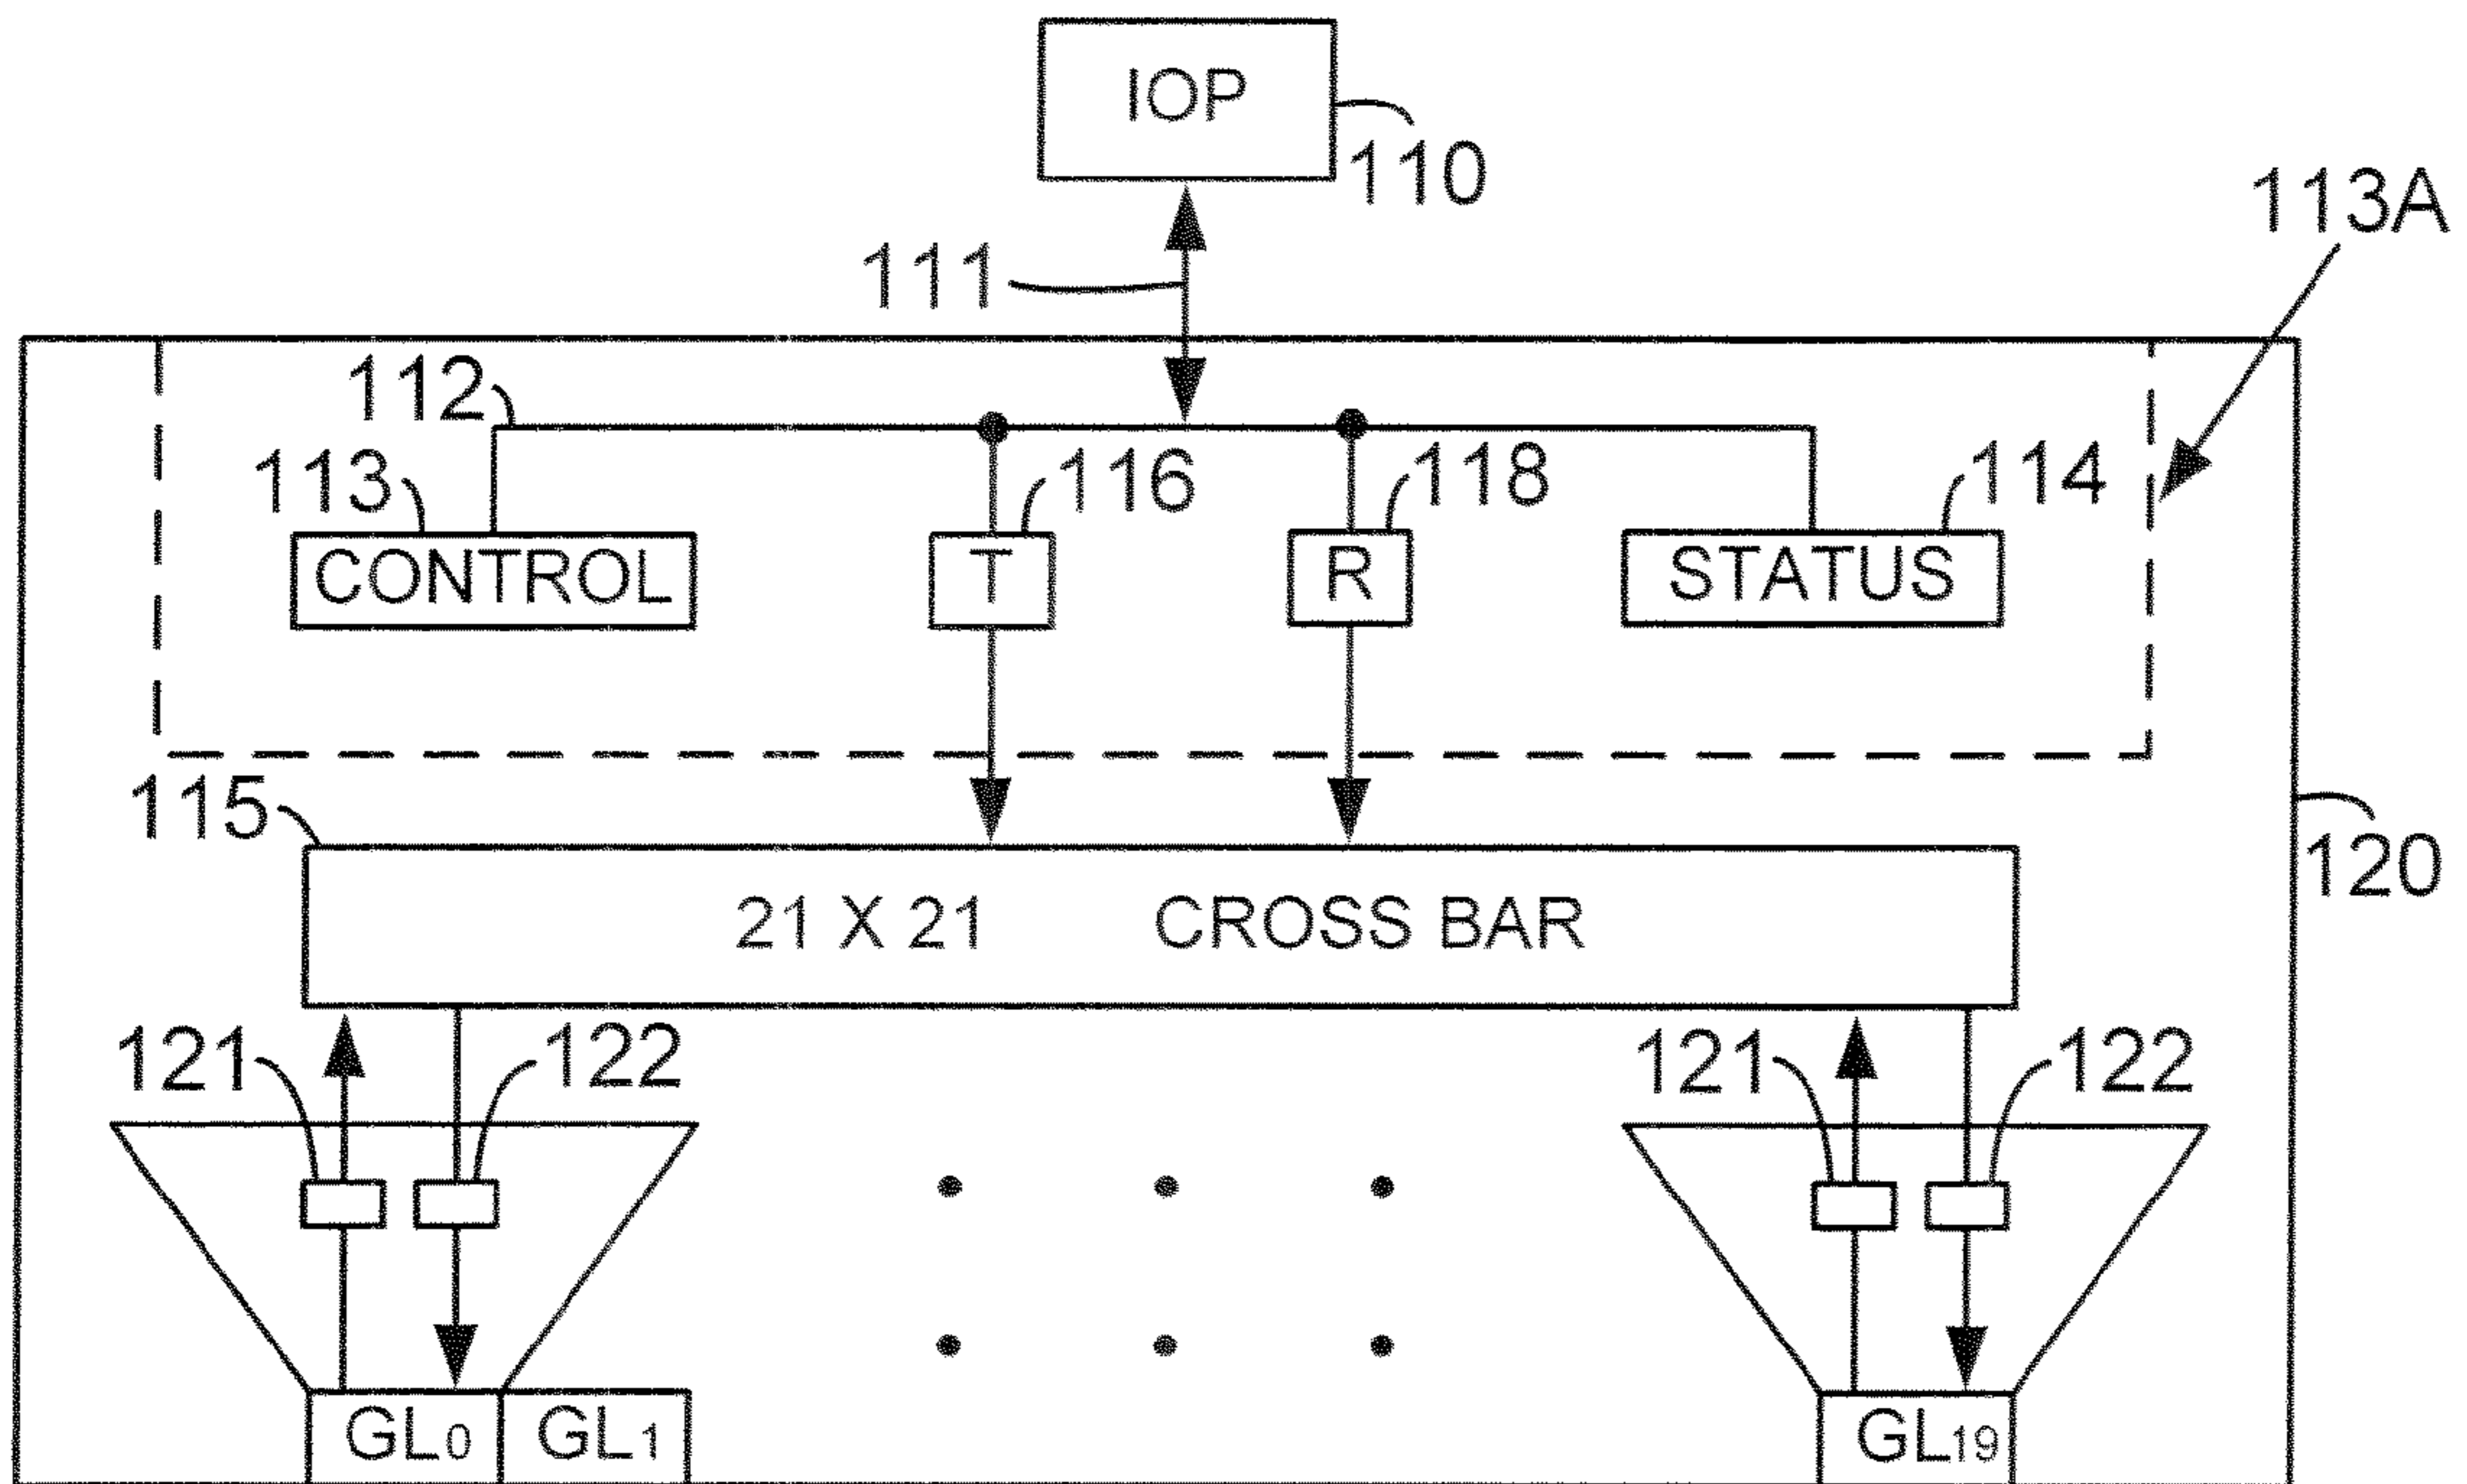 IOP
110
113A
111
112
113
116
118
114
CONTROL
T
R
STATUS
115
120
21 X 21 CROSS BAR
121
122
121
122
GL0
GL1
GL19